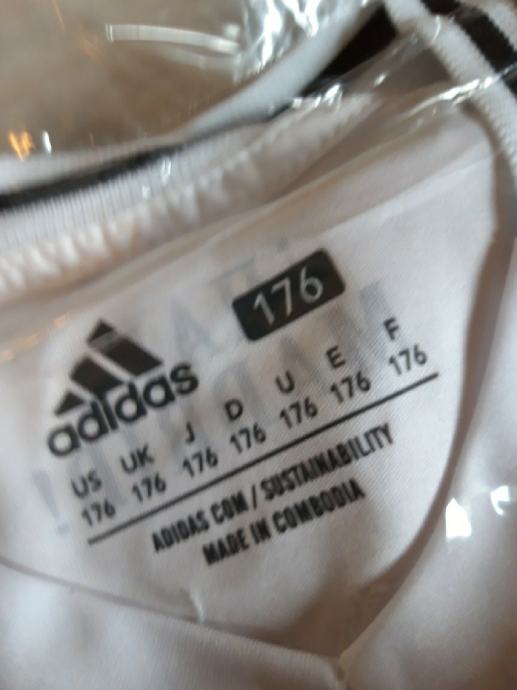 176
adidas
US UK J D U E F
176 176 176 176 176 176 176
ADIDAS COM / SUSTAINABILITY
MADE IN COMBODIA